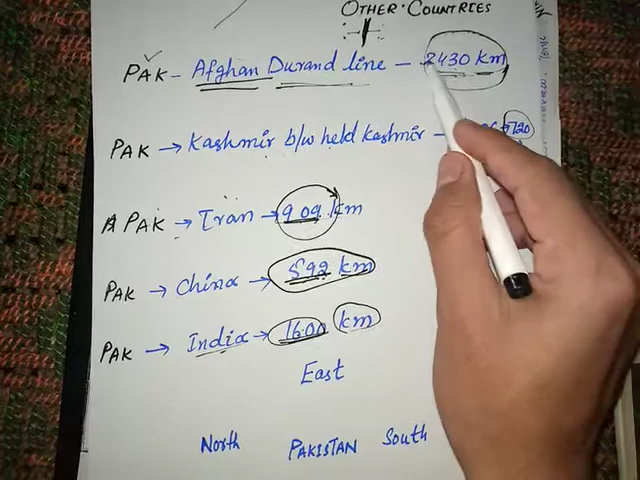 OTHER COUNTRIES
PAK - Afghan Durand line - 2430 km
PAK → Kashmir b/w held kashmir - 720
PAK → Iran → 909 km
PAK → China → 592 km
PAK → India → 1600 km
East
North PAKISTAN South